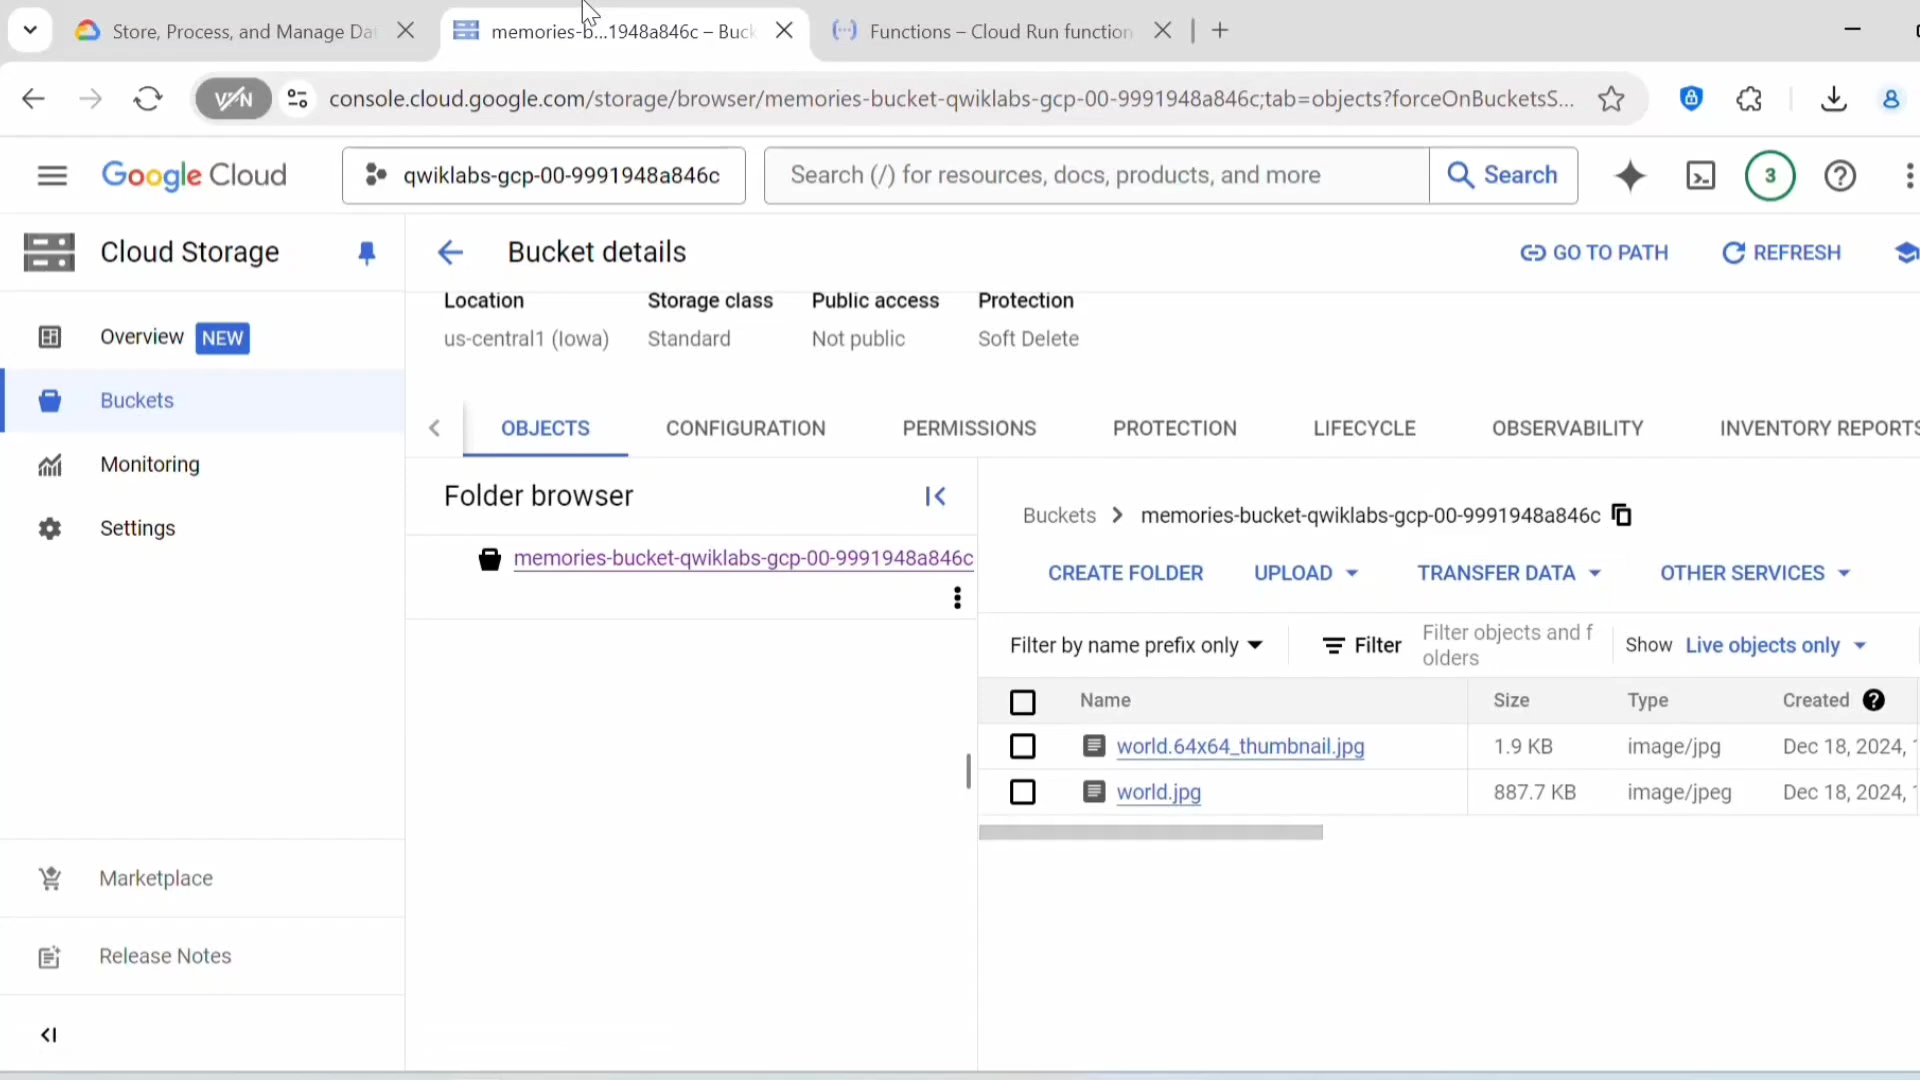 Store, Process, and Manage Da
memories-b...1948a846c – Buck
Functions – Cloud Run function
VPN
console.cloud.google.com/storage/browser/memories-bucket-qwiklabs-gcp-00-9991948a846c;tab=objects?forceOnBucketsS...
Google Cloud
qwiklabs-gcp-00-9991948a846c
Search (/) for resources, docs, products, and more
Search
3
Cloud Storage
Bucket details
GO TO PATH
REFRESH
Overview NEW
Buckets
Monitoring
Settings
Marketplace
Release Notes
Location Storage class Public access Protection
us-central1 (Iowa) Standard Not public Soft Delete
OBJECTS CONFIGURATION PERMISSIONS PROTECTION LIFECYCLE OBSERVABILITY INVENTORY REPORTS
Folder browser
memories-bucket-qwiklabs-gcp-00-9991948a846c
Buckets > memories-bucket-qwiklabs-gcp-00-9991948a846c
CREATE FOLDER UPLOAD TRANSFER DATA OTHER SERVICES
Filter by name prefix only Filter Filter objects and f
olders
Show Live objects only
Name Size Type Created
world.64x64_thumbnail.jpg 1.9 KB image/jpg Dec 18, 2024,
world.jpg 887.7 KB image/jpeg Dec 18, 2024,